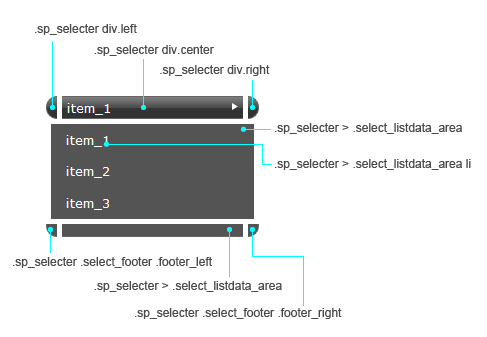 .sp_selecter div.left
.sp_selecter div.center
.sp_selecter div.right
item_1
.sp_selecter > .select_listdata_area
item_1
.sp_selecter > .select_listdata_area li
item_2
item_3
.sp_selecter .select_footer .footer_left
.sp_selecter > .select_listdata_area
.sp_selecter .select_footer .footer_right